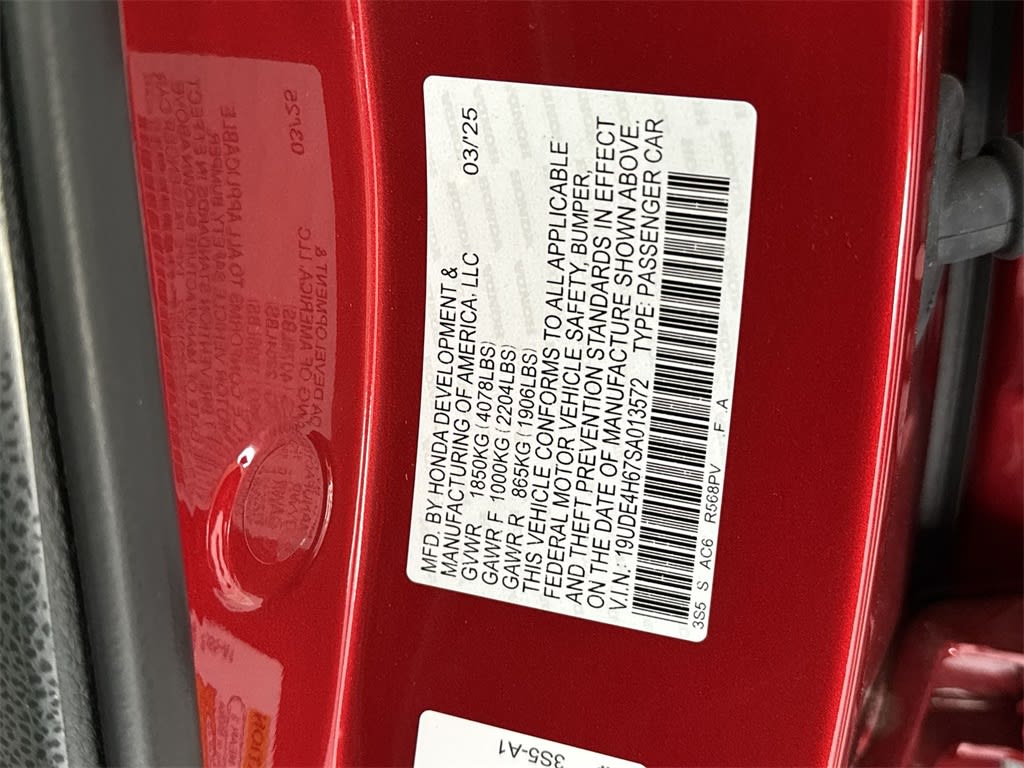 MFD. BY HONDA DEVELOPMENT &
MANUFACTURING OF AMERICA, LLC 03/'25
GVWR 1850KG (4078LBS)
GAWR F 1000KG (2204LBS)
GAWR R 865KG (1906LBS)
THIS VEHICLE CONFORMS TO ALL APPLICABLE
FEDERAL MOTOR VEHICLE SAFETY, BUMPER,
AND THEFT PREVENTION STANDARDS IN EFFECT
ON THE DATE OF MANUFACTURE SHOWN ABOVE.
V.I.N.: 19UDE4H67SA013572 TYPE: PASSENGER CAR
3S5 S AC6 R568PV F A
3S5-A1